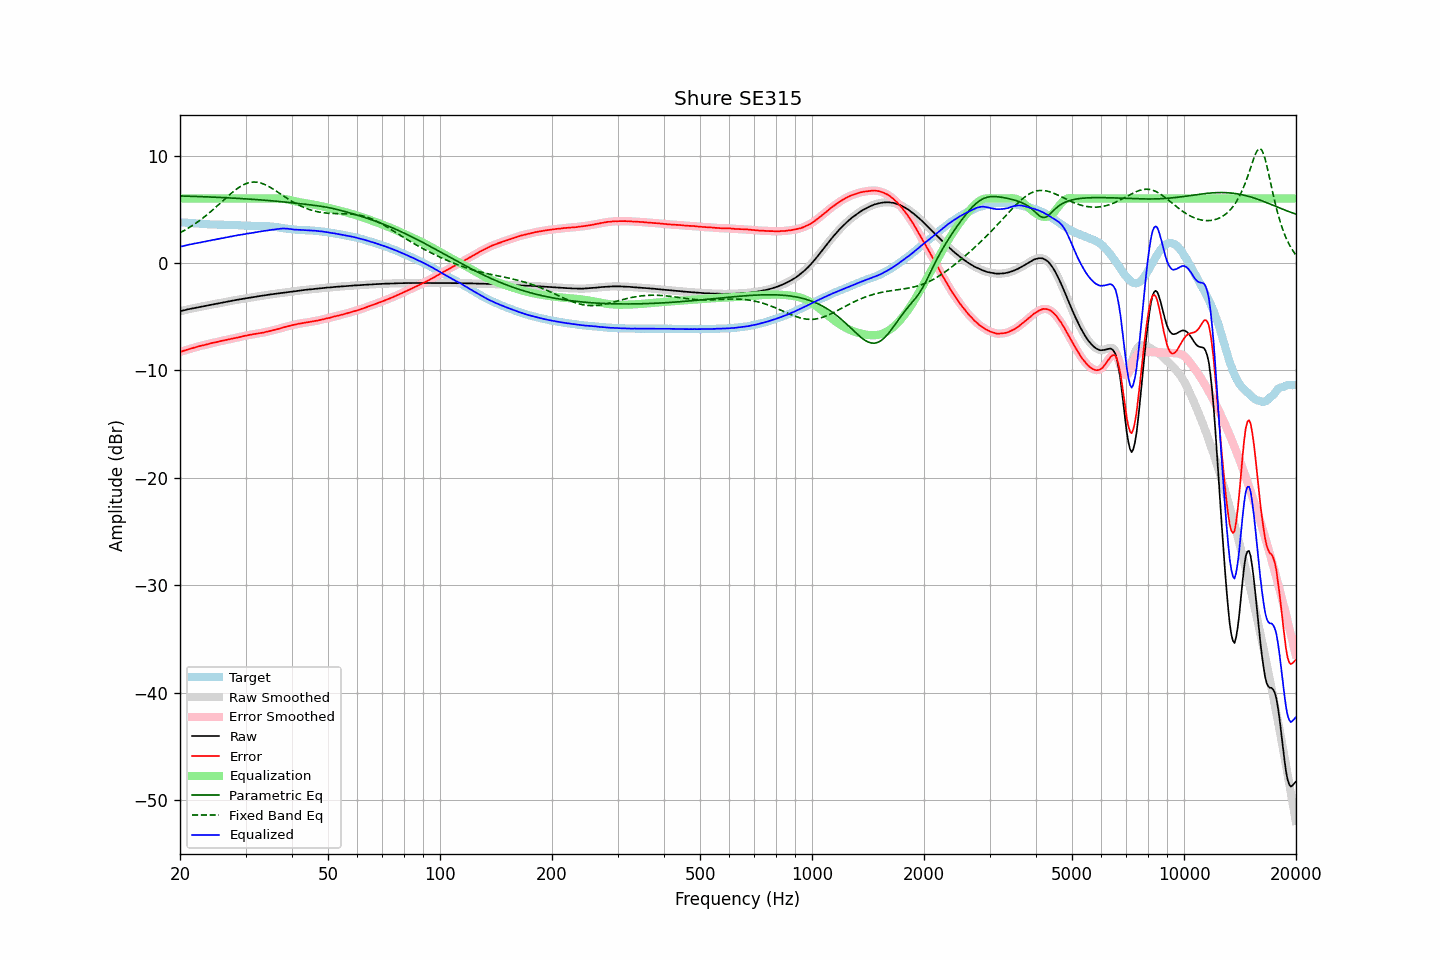 Shure SE315
Amplitude (dBr)
10
0
−10
−20
−30
−40
−50
Target
Raw Smoothed
Error Smoothed
Raw
Error
Equalization
Parametric Eq
Fixed Band Eq
Equalized
20 50 100 200 500 1000 2000 5000 10000 20000
Frequency (Hz)